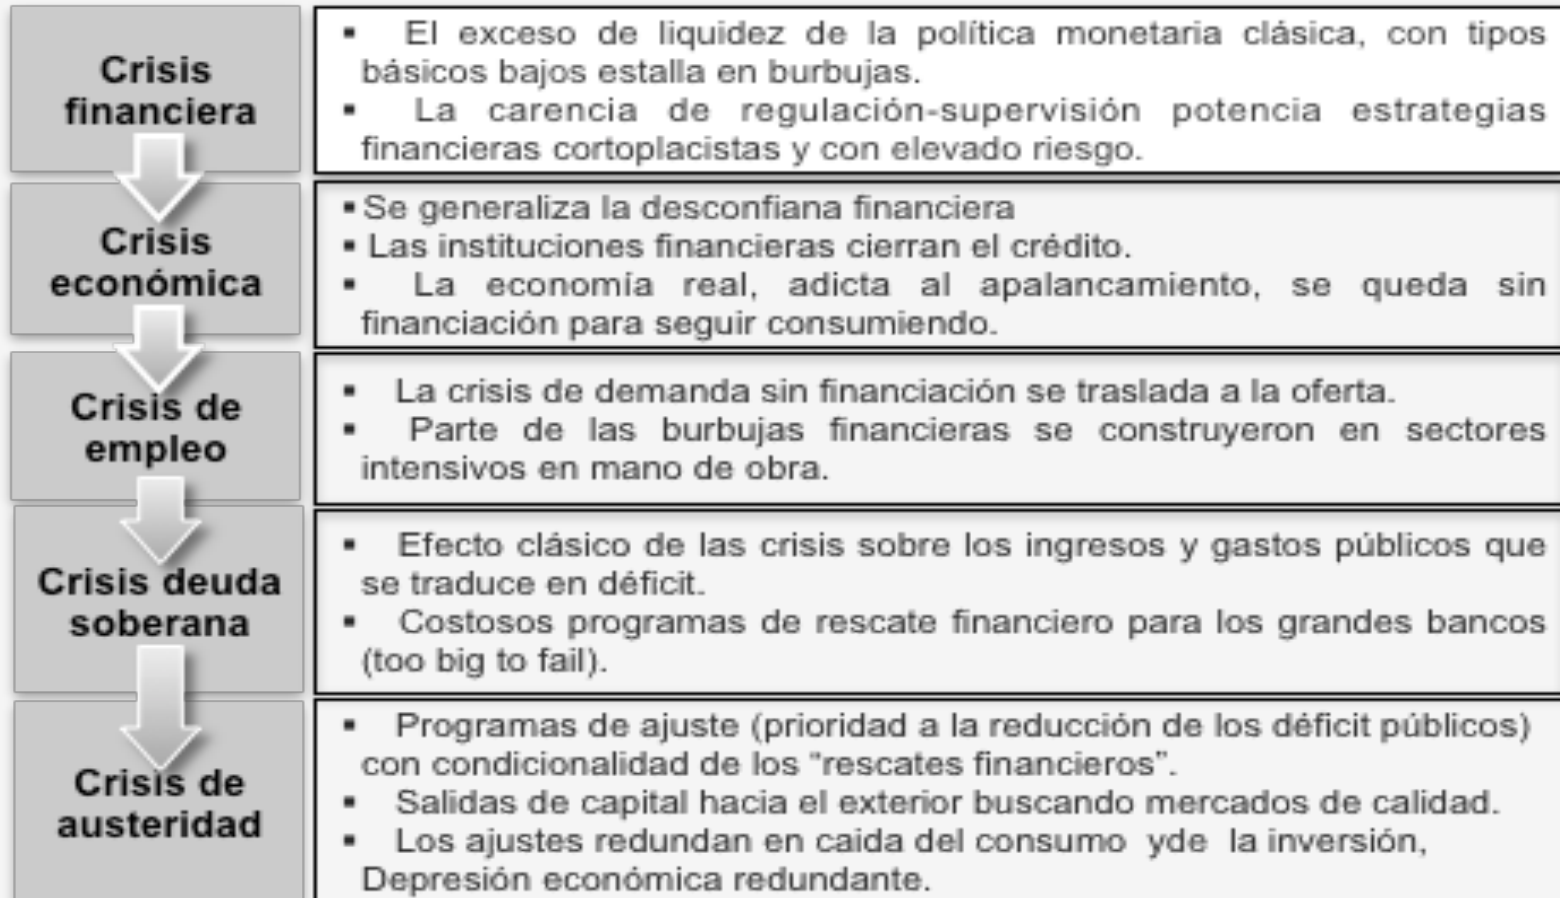 Crisis
financiera
▪ El exceso de liquidez de la política monetaria clásica, con tipos
básicos bajos estalla en burbujas.
▪ La carencia de regulación-supervisión potencia estrategias
financieras cortoplacistas y con elevado riesgo.
Crisis
económica
▪ Se generaliza la desconfiana financiera
▪ Las instituciones financieras cierran el crédito.
▪ La economía real, adicta al apalancamiento, se queda sin
financiación para seguir consumiendo.
Crisis de
empleo
▪ La crisis de demanda sin financiación se traslada a la oferta.
▪ Parte de las burbujas financieras se construyeron en sectores
intensivos en mano de obra.
Crisis deuda
soberana
▪ Efecto clásico de las crisis sobre los ingresos y gastos públicos que
se traduce en déficit.
▪ Costosos programas de rescate financiero para los grandes bancos
(too big to fail).
Crisis de
austeridad
▪ Programas de ajuste (prioridad a la reducción de los déficit públicos)
con condicionalidad de los “rescates financieros”.
▪ Salidas de capital hacia el exterior buscando mercados de calidad.
▪ Los ajustes redundan en caida del consumo yde la inversión,
Depresión económica redundante.